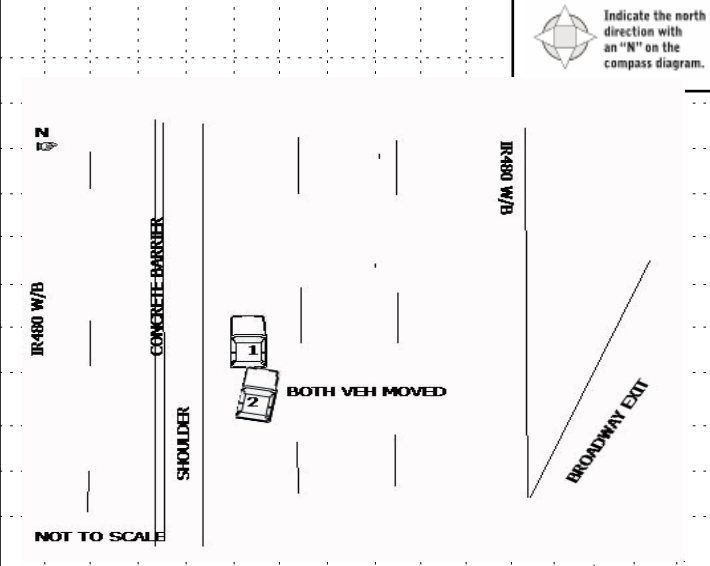 Indicate the north
direction with
an "N" on the
compass diagram.
N
IR480 W/B
IR480 W/B
CONCRETE BARRIER
1
2
BOTH VEH MOVED
SHOULDER
BROADWAY EXIT
NOT TO SCALE